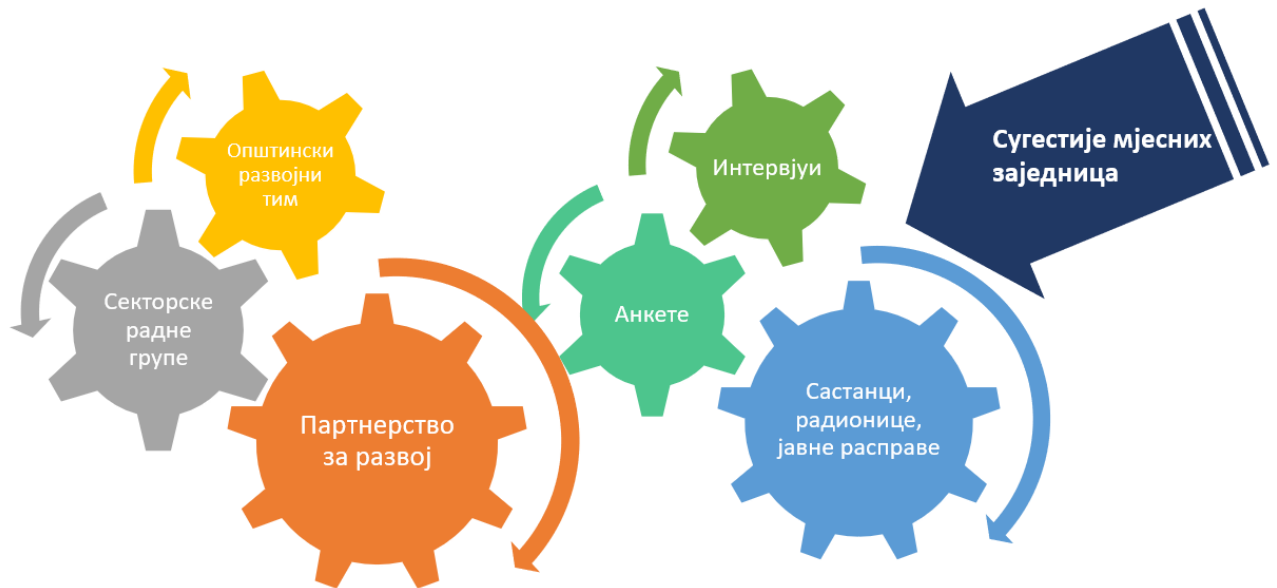 Општински
развојни
тим
Секторске
радне
групе
Партнерство
за развој
Интервјуи
Анкете
Састанци,
радионице,
јавне расправе
Сугестије мјесних
заједница